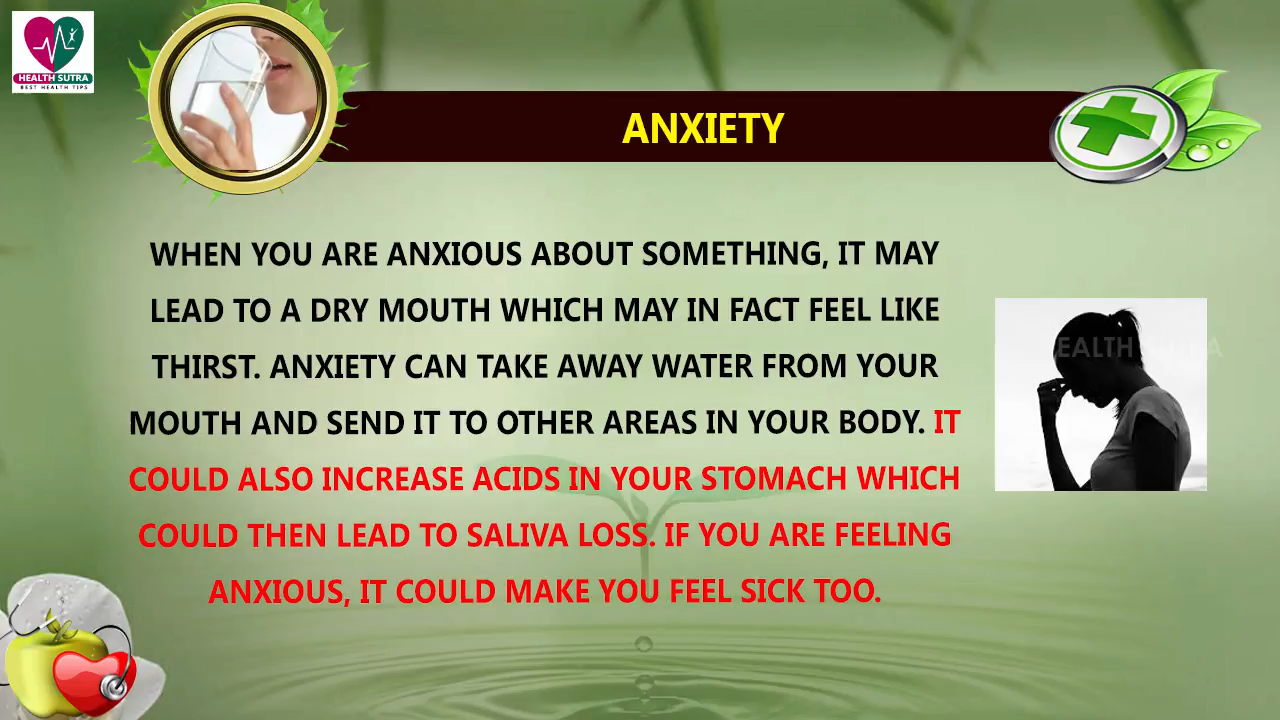 HEALTH SUTRA
BEST HEALTH TIPS
ANXIETY
WHEN YOU ARE ANXIOUS ABOUT SOMETHING, IT MAY
LEAD TO A DRY MOUTH WHICH MAY IN FACT FEEL LIKE
THIRST. ANXIETY CAN TAKE AWAY WATER FROM YOUR
MOUTH AND SEND IT TO OTHER AREAS IN YOUR BODY. IT
COULD ALSO INCREASE ACIDS IN YOUR STOMACH WHICH
COULD THEN LEAD TO SALIVA LOSS. IF YOU ARE FEELING
ANXIOUS, IT COULD MAKE YOU FEEL SICK TOO.